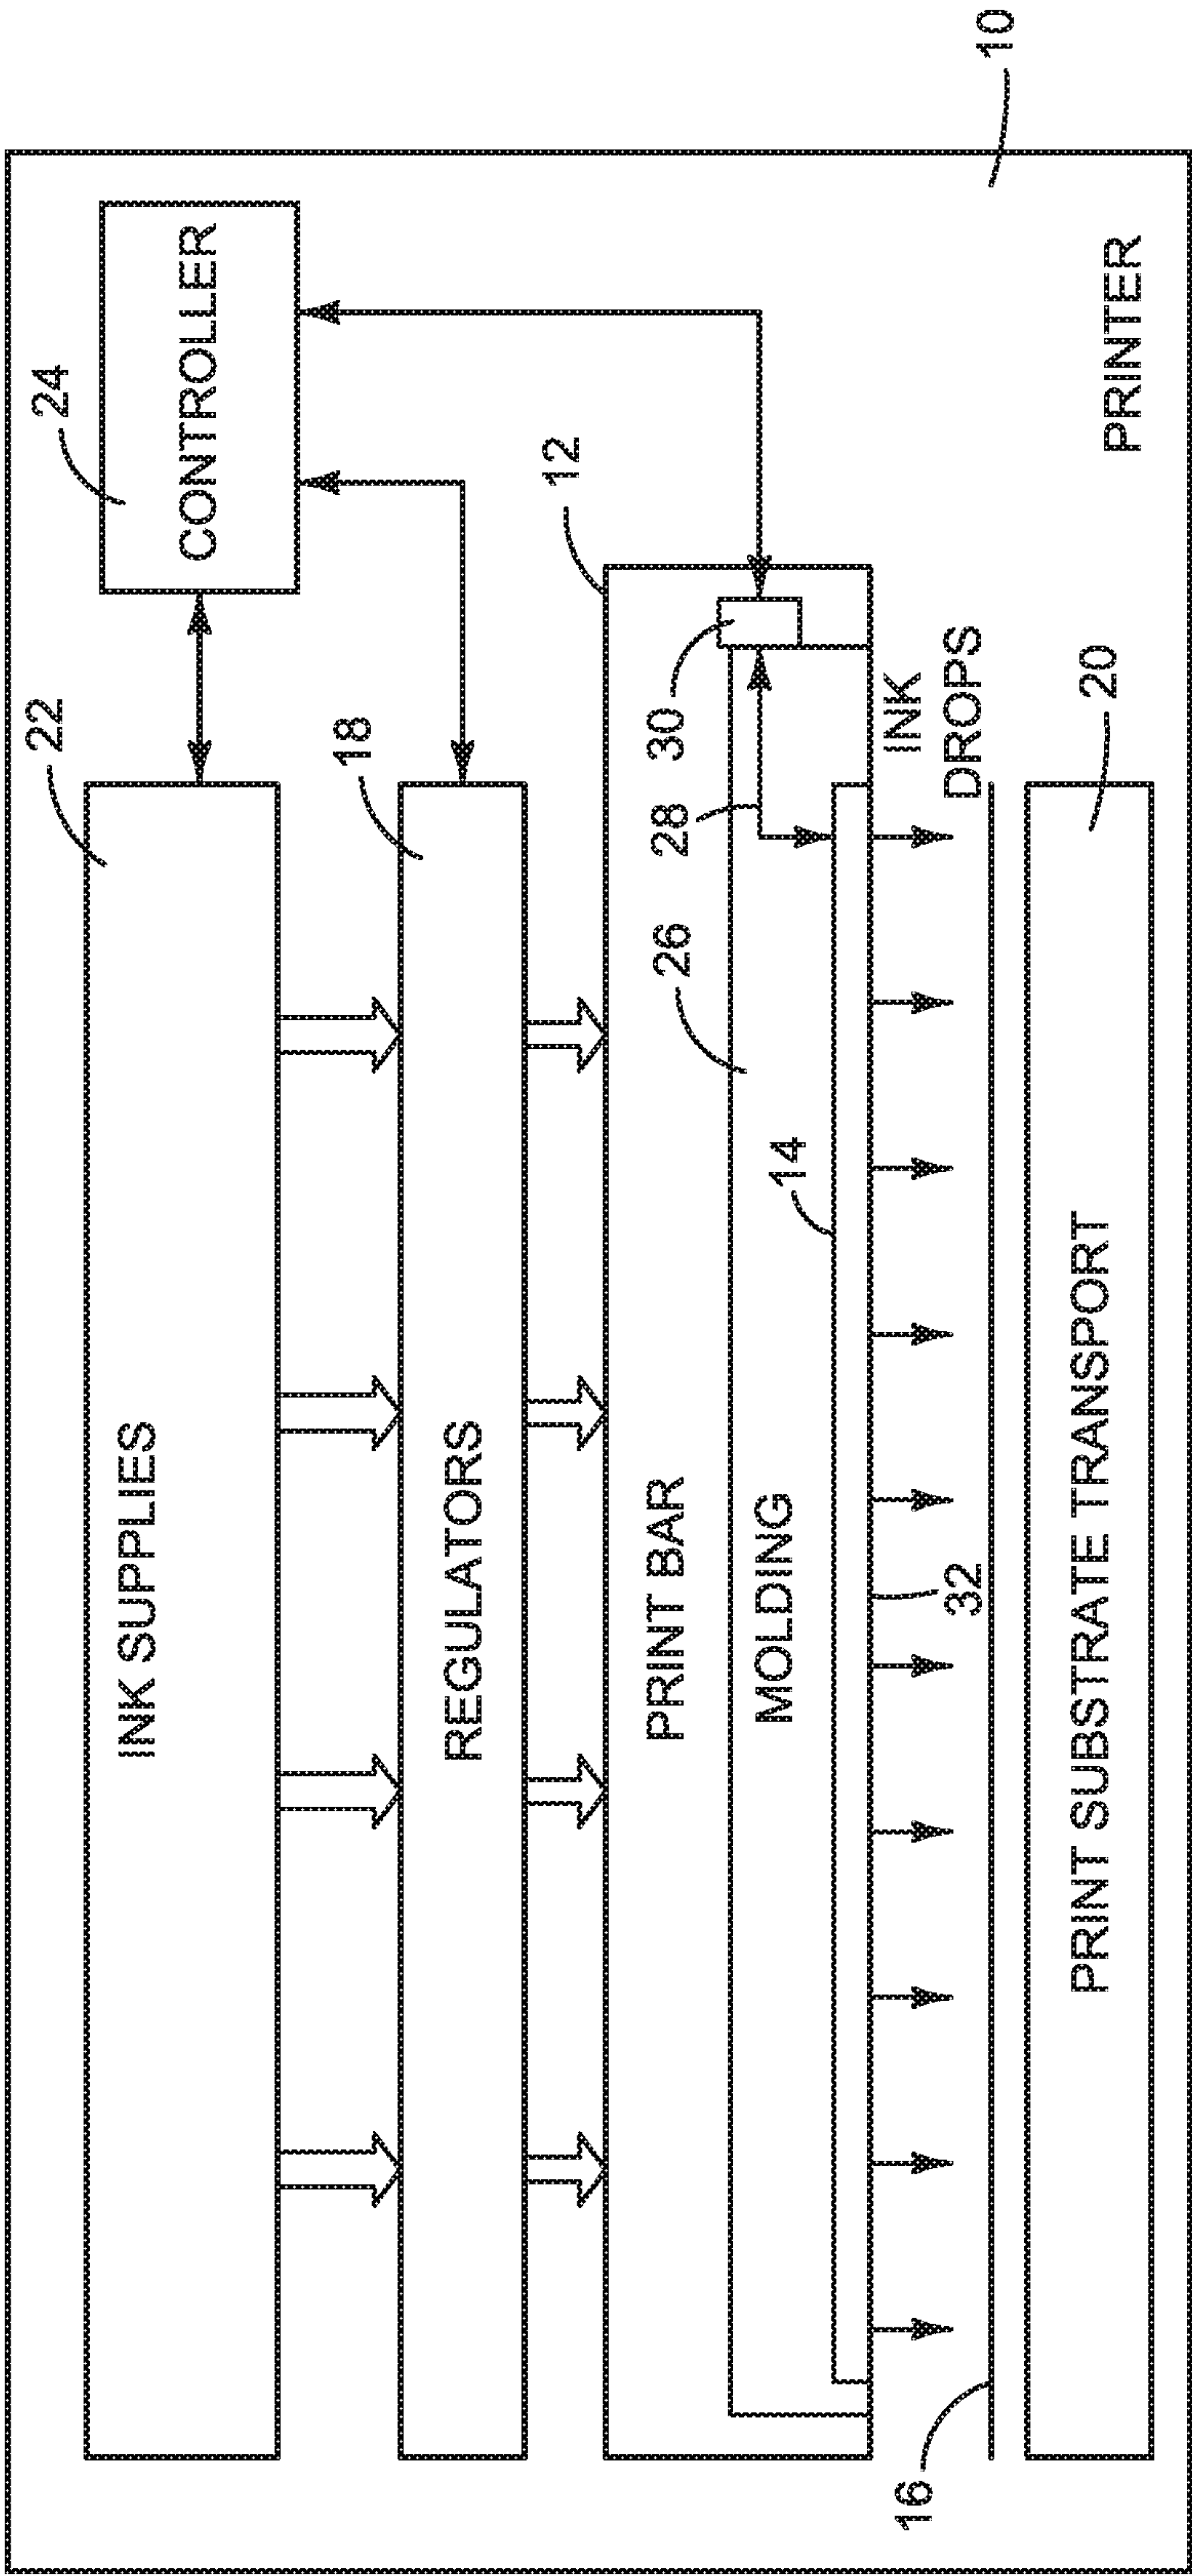 22
INK SUPPLIES
24
CONTROLLER
18
REGULATORS
12
PRINT BAR
26
28
30
MOLDING
14
INK
DROPS
32
16
PRINT SUBSTRATE TRANSPORT
20
PRINTER
10